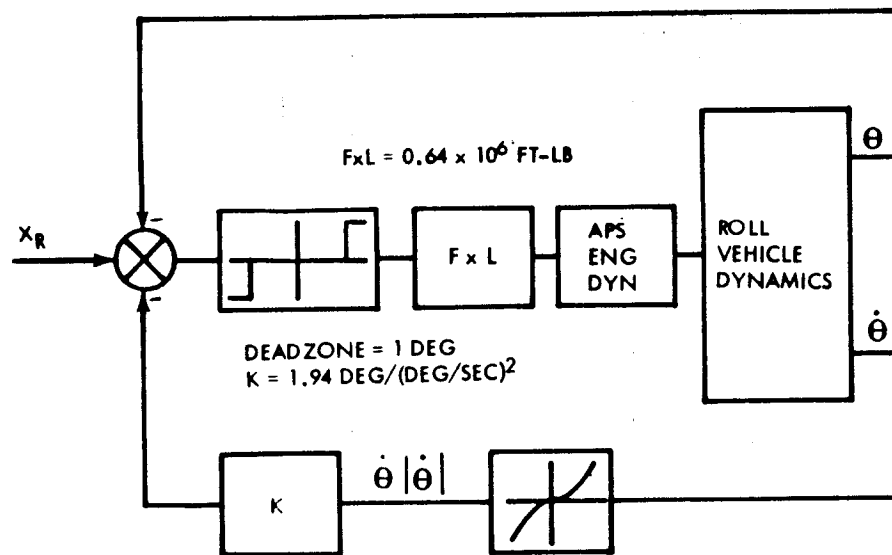 FxL = 0.64 x 10⁶ FT-LB
X_R
-
-
F x L
APS
ENG
DYN
ROLL
VEHICLE
DYNAMICS
θ
θ̇
DEADZONE = 1 DEG
K = 1.94 DEG/(DEG/SEC)²
K
θ̇ |θ̇|